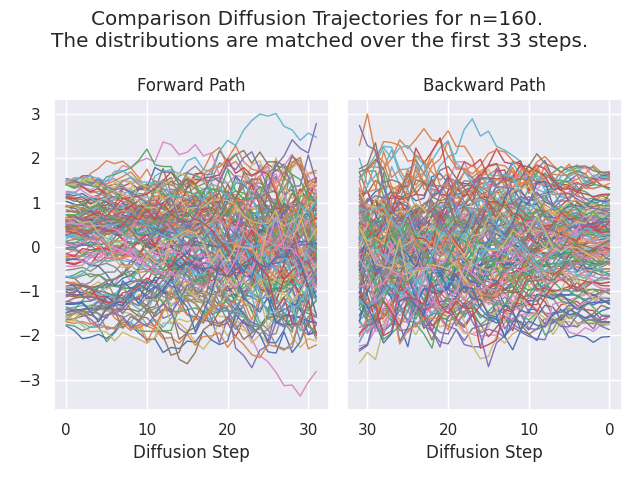 Comparison Diffusion Trajectories for n=160.
The distributions are matched over the first 33 steps.
Forward Path
Backward Path
3
2
1
0
−1
−2
−3
0 10 20 30
30 20 10 0
Diffusion Step
Diffusion Step